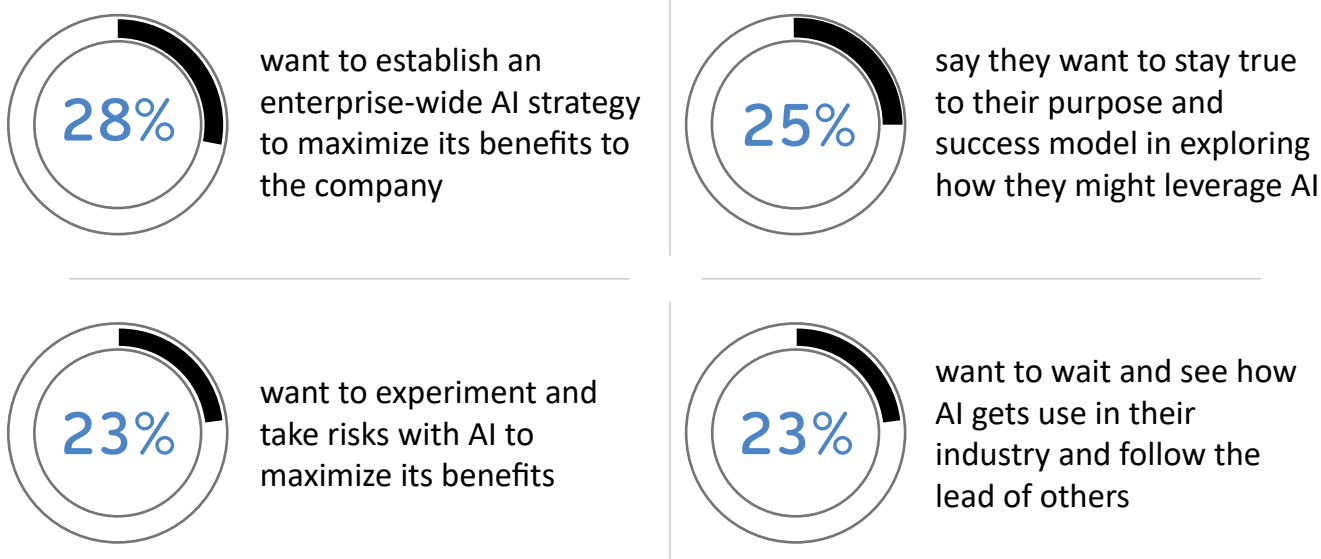 28%
want to establish an
enterprise-wide AI strategy
to maximize its benefits to
the company
25%
say they want to stay true
to their purpose and
success model in exploring
how they might leverage AI
23%
want to experiment and
take risks with AI to
maximize its benefits
23%
want to wait and see how
AI gets use in their
industry and follow the
lead of others